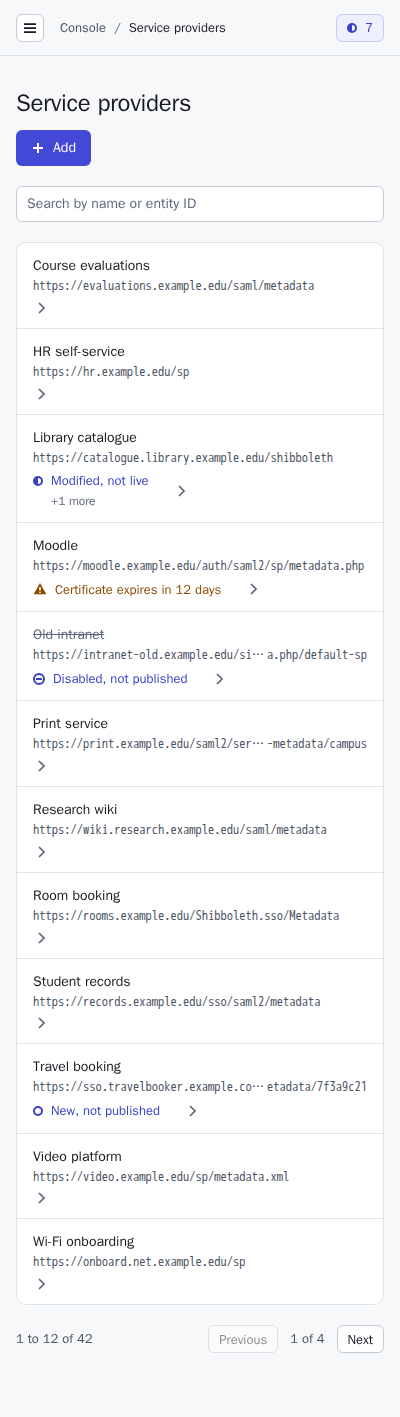 Console / Service providers
7
Service providers
Add
Search by name or entity ID
Course evaluations
https://evaluations.example.edu/saml/metadata
HR self-service
https://hr.example.edu/sp
Library catalogue
https://catalogue.library.example.edu/shibboleth
Modified, not live
+1 more
Moodle
https://moodle.example.edu/auth/saml2/sp/metadata.php
Certificate expires in 12 days
Old intranet
https://intranet-old.example.edu/si… a.php/default-sp
Disabled, not published
Print service
https://print.example.edu/saml2/ser… -metadata/campus
Research wiki
https://wiki.research.example.edu/saml/metadata
Room booking
https://rooms.example.edu/Shibboleth.sso/Metadata
Student records
https://records.example.edu/sso/saml2/metadata
Travel booking
https://sso.travelbooker.example.co… etadata/7f3a9c21
New, not published
Video platform
https://video.example.edu/sp/metadata.xml
Wi-Fi onboarding
https://onboard.net.example.edu/sp
1 to 12 of 42
Previous
1 of 4
Next